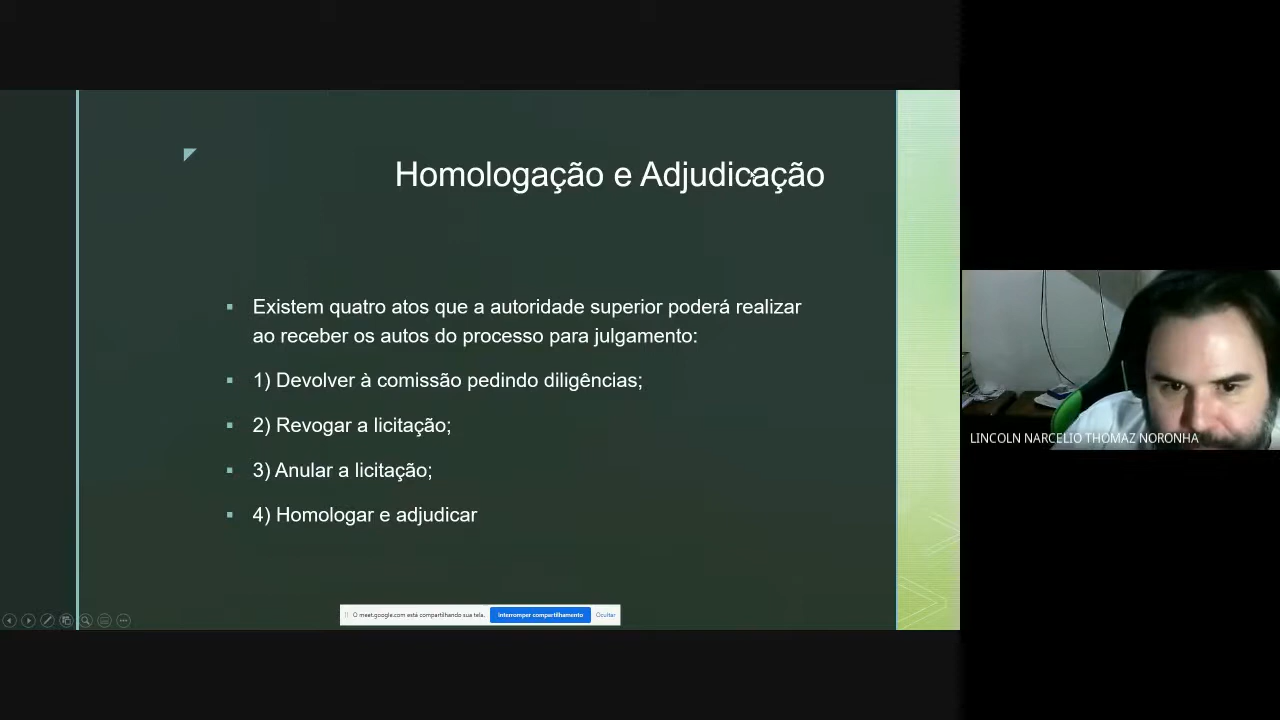 Homologação e Adjudicação
Existem quatro atos que a autoridade superior poderá realizar
ao receber os autos do processo para julgamento:
1) Devolver à comissão pedindo diligências;
2) Revogar a licitação;
3) Anular a licitação;
4) Homologar e adjudicar
LINCOLN NARCELIO THOMAZ NORONHA
O meet.google.com está compartilhando sua tela.
Interromper compartilhamento
Ocultar